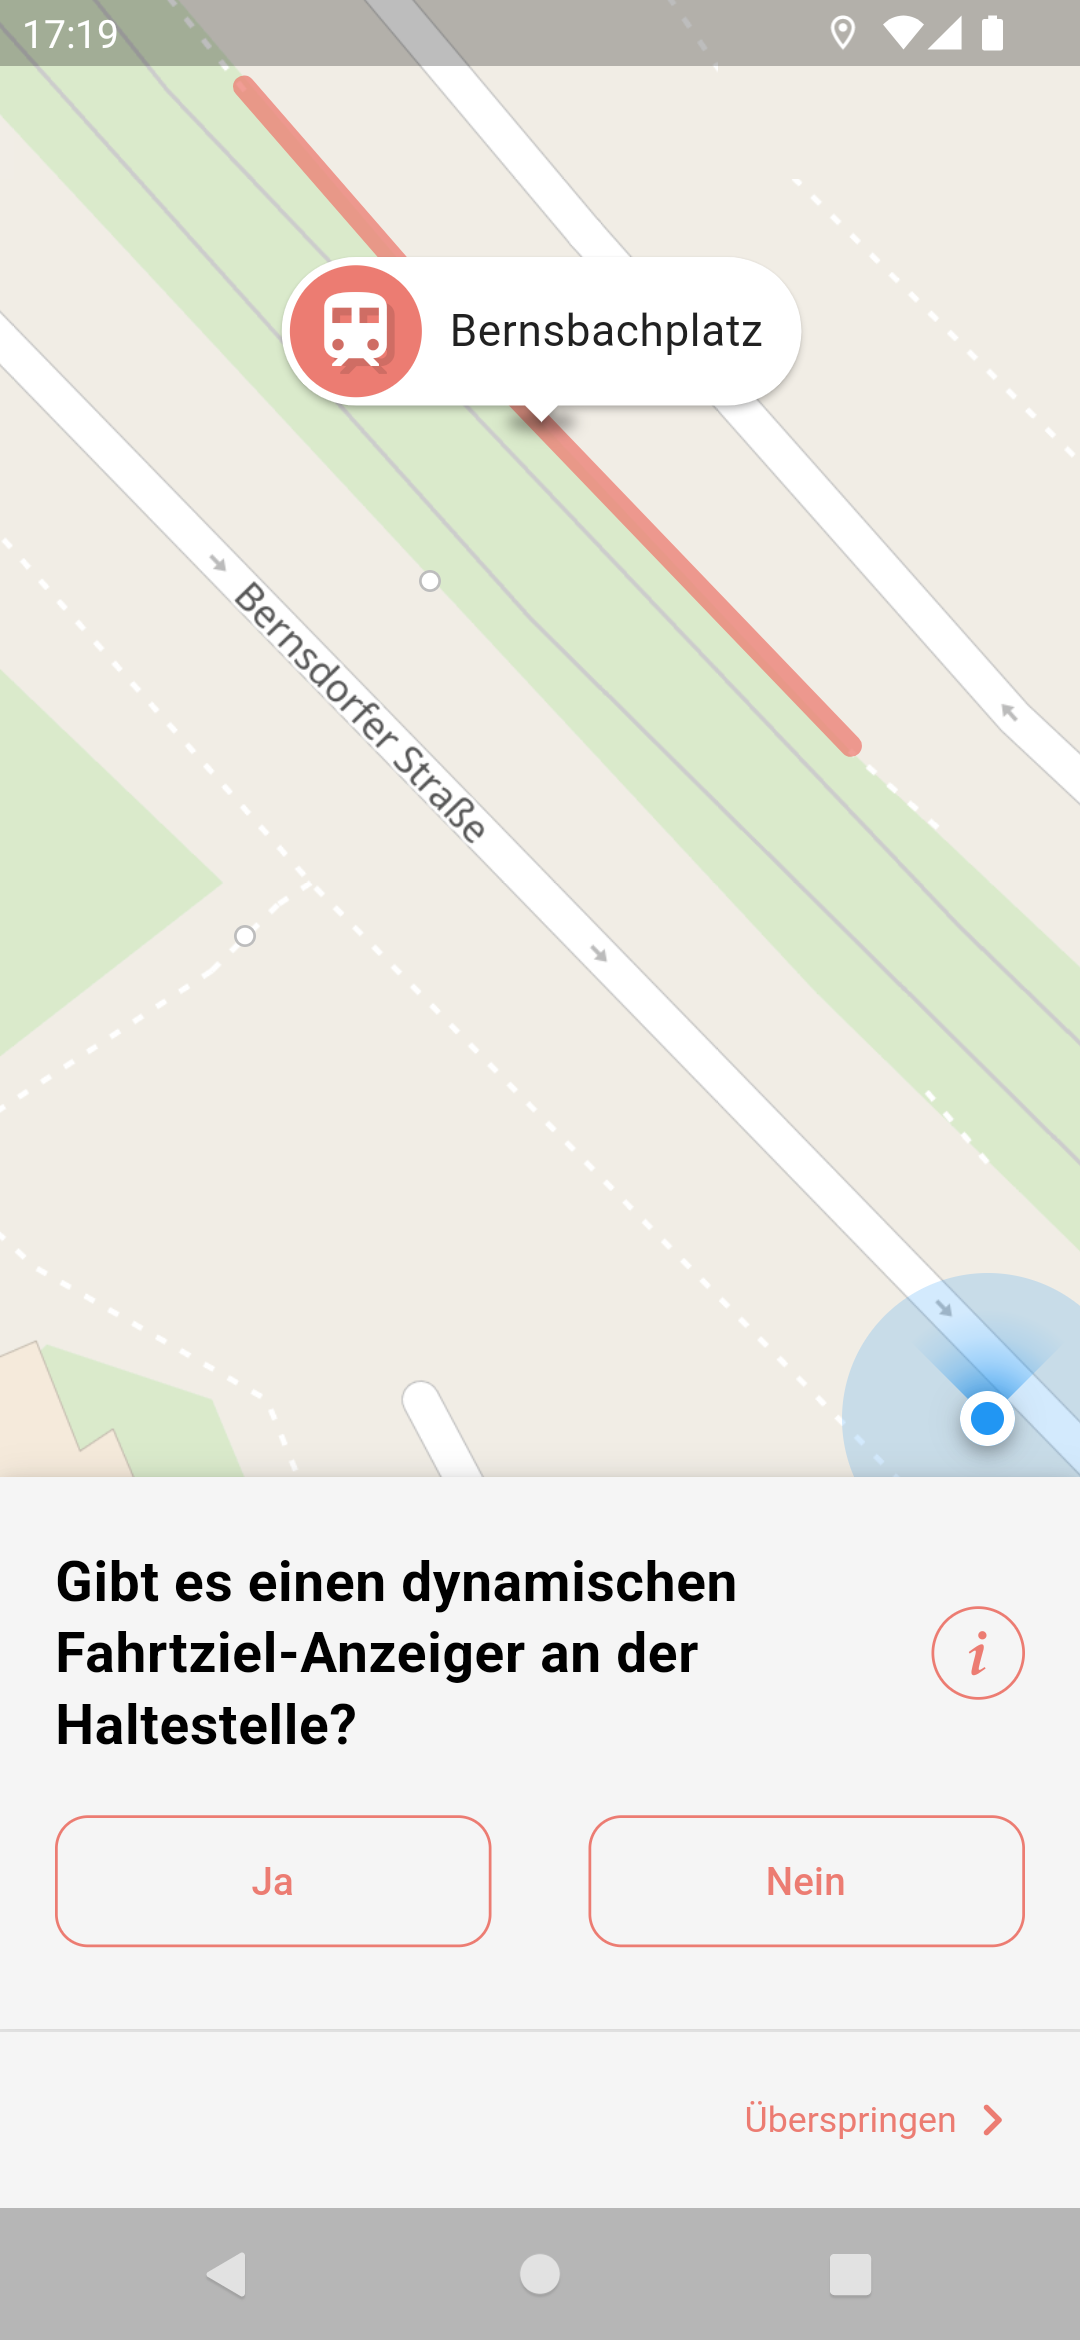 17:19
Bernsbachplatz
Bernsdorfer Straße
Gibt es einen dynamischen
Fahrtziel-Anzeiger an der
Haltestelle?
i
Ja
Nein
Überspringen